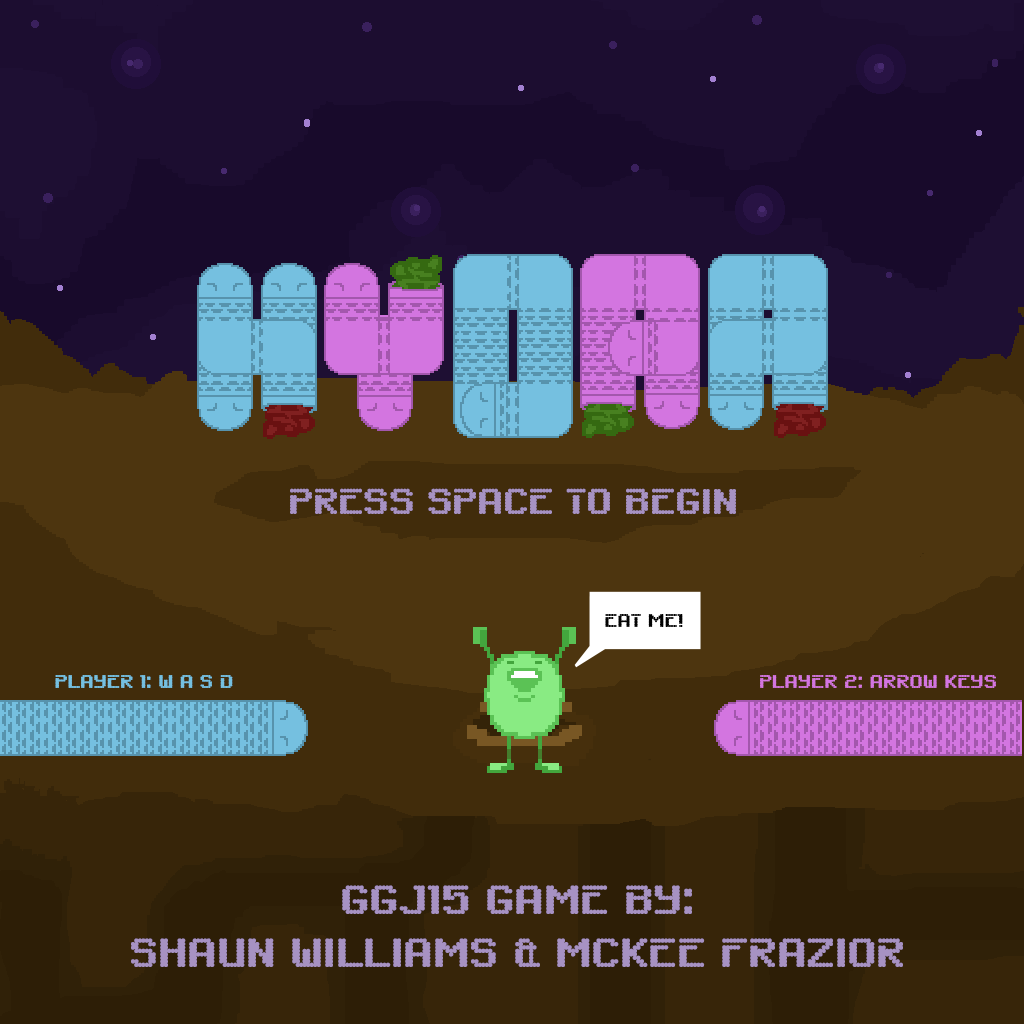 HYDRA
PRESS SPACE TO BEGIN
EAT ME!
PLAYER 1: W A S D
PLAYER 2: ARROW KEYS
GGJ15 GAME BY:
SHAUN WILLIAMS & MCKEE FRAZIOR